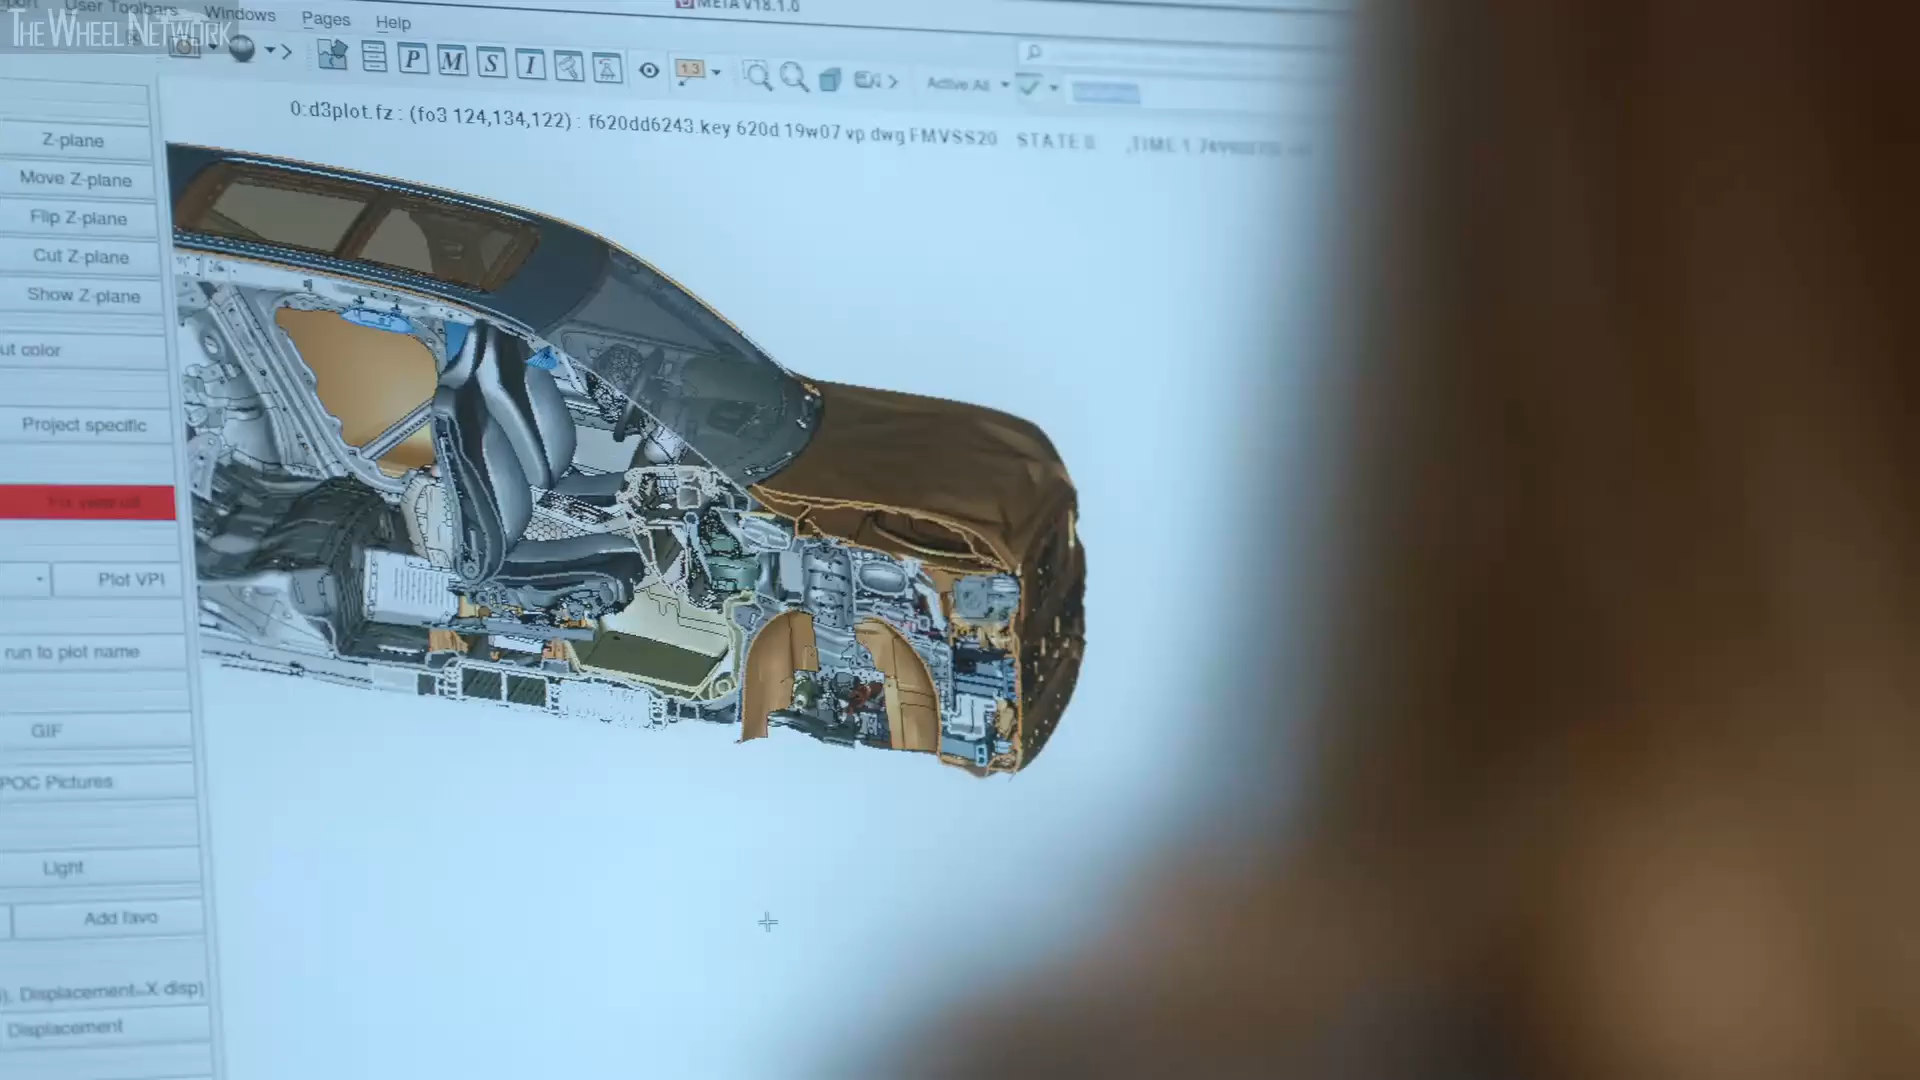 THE WHEEL NETWORK
User Toolbars Windows Pages Help
META V18.1.0
P M S I
1.3
Active All
0:d3plot.fz : (fo3 124,134,122) : f620dd6243.key 620d 19w07 vp dwg FMVSS20 STATE
TIME
Z-plane
Move Z-plane
Flip Z-plane
Cut Z-plane
Show Z-plane
ut color
Project specific
Plot VPI
run to plot name
GIF
POC Pictures
Light
Add favo
Displacement..X disp)
Displacement